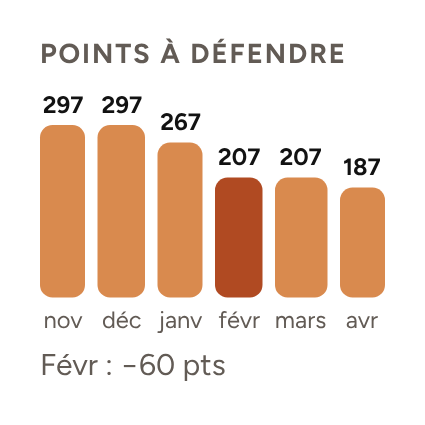 POINTS À DÉFENDRE
297 297 267 207 207 187
nov déc janv févr mars avr
Févr : −60 pts